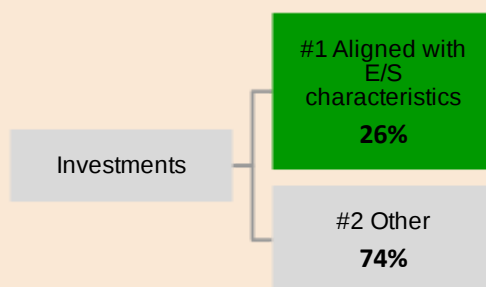 #1 Aligned with
E/S
characteristics
26%
Investments
#2 Other
74%